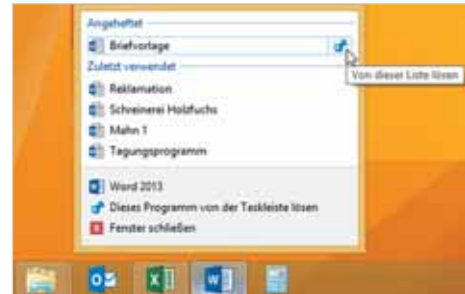 Angeheftet
Briefvorlage
Von dieser Liste lösen
Zuletzt verwendet
Reklamation
Schreinerei Holzfuchs
Mahn 1
Tagungsprogramm
Word 2013
Dieses Programm von der Taskleiste lösen
Fenster schließen